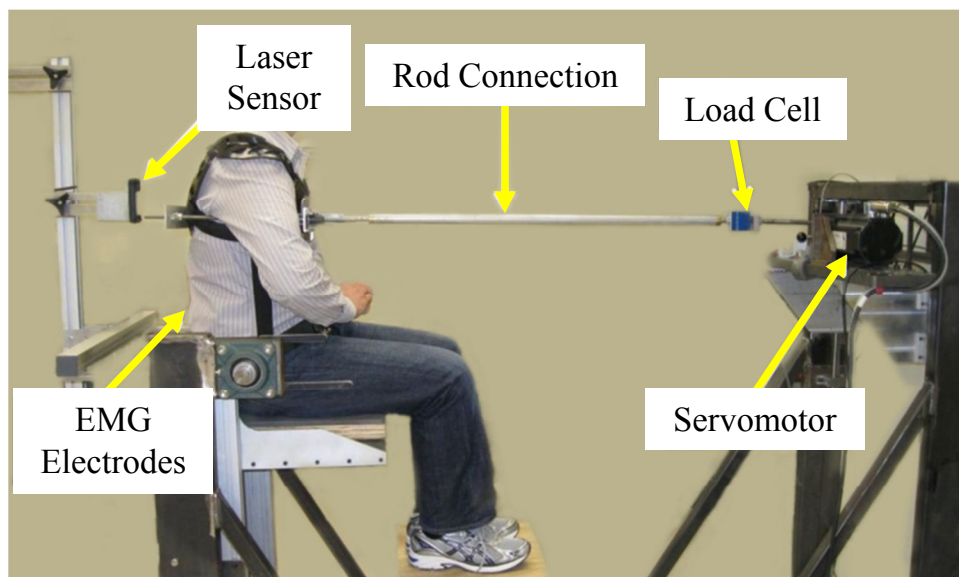 Laser
Sensor
Rod Connection
Load Cell
EMG
Electrodes
Servomotor